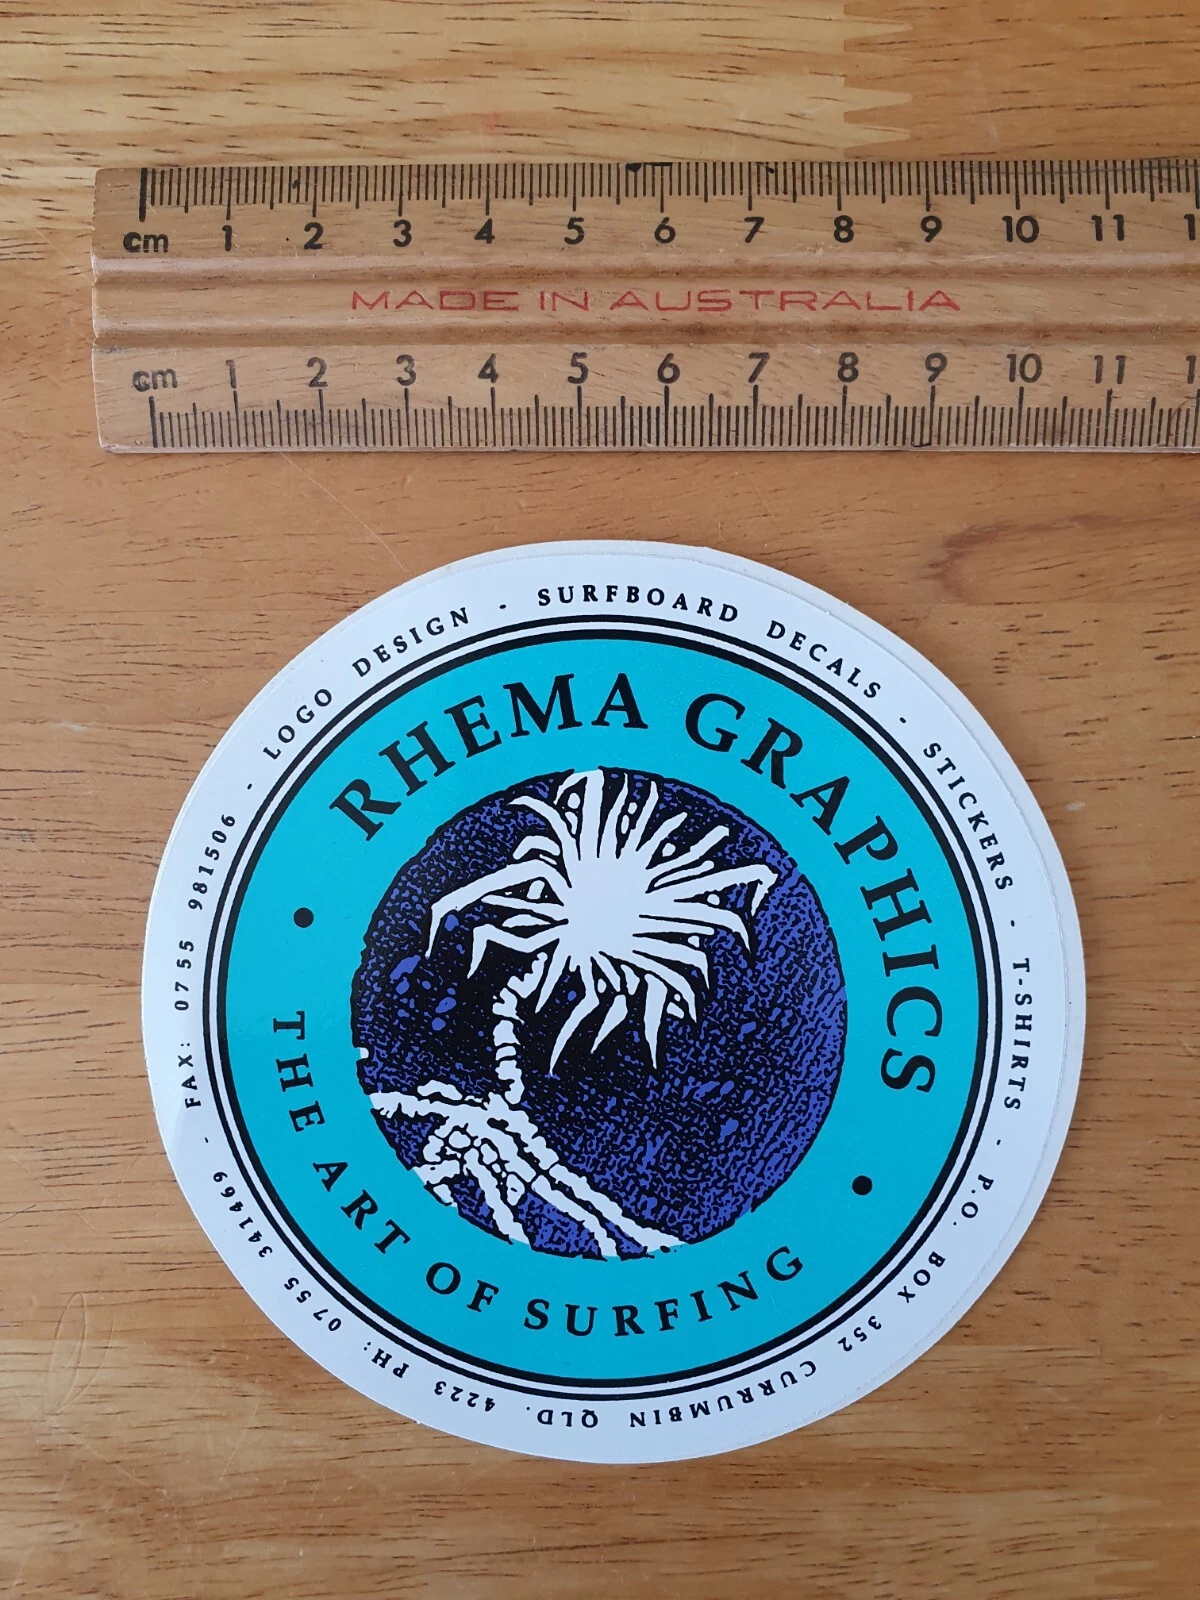 cm 1 2 3 4 5 6 7 8 9 10 11 1
MADE IN AUSTRALIA
cm 1 2 3 4 5 6 7 8 9 10 11 1
LOGO DESIGN - SURFBOARD DECALS - STICKERS - T-SHIRTS - P.O. BOX 352 CURRUMBIN QLD. 4223 PH: 0755 341469 - FAX: 0755 981506 -
RHEMA GRAPHICS
THE ART OF SURFING